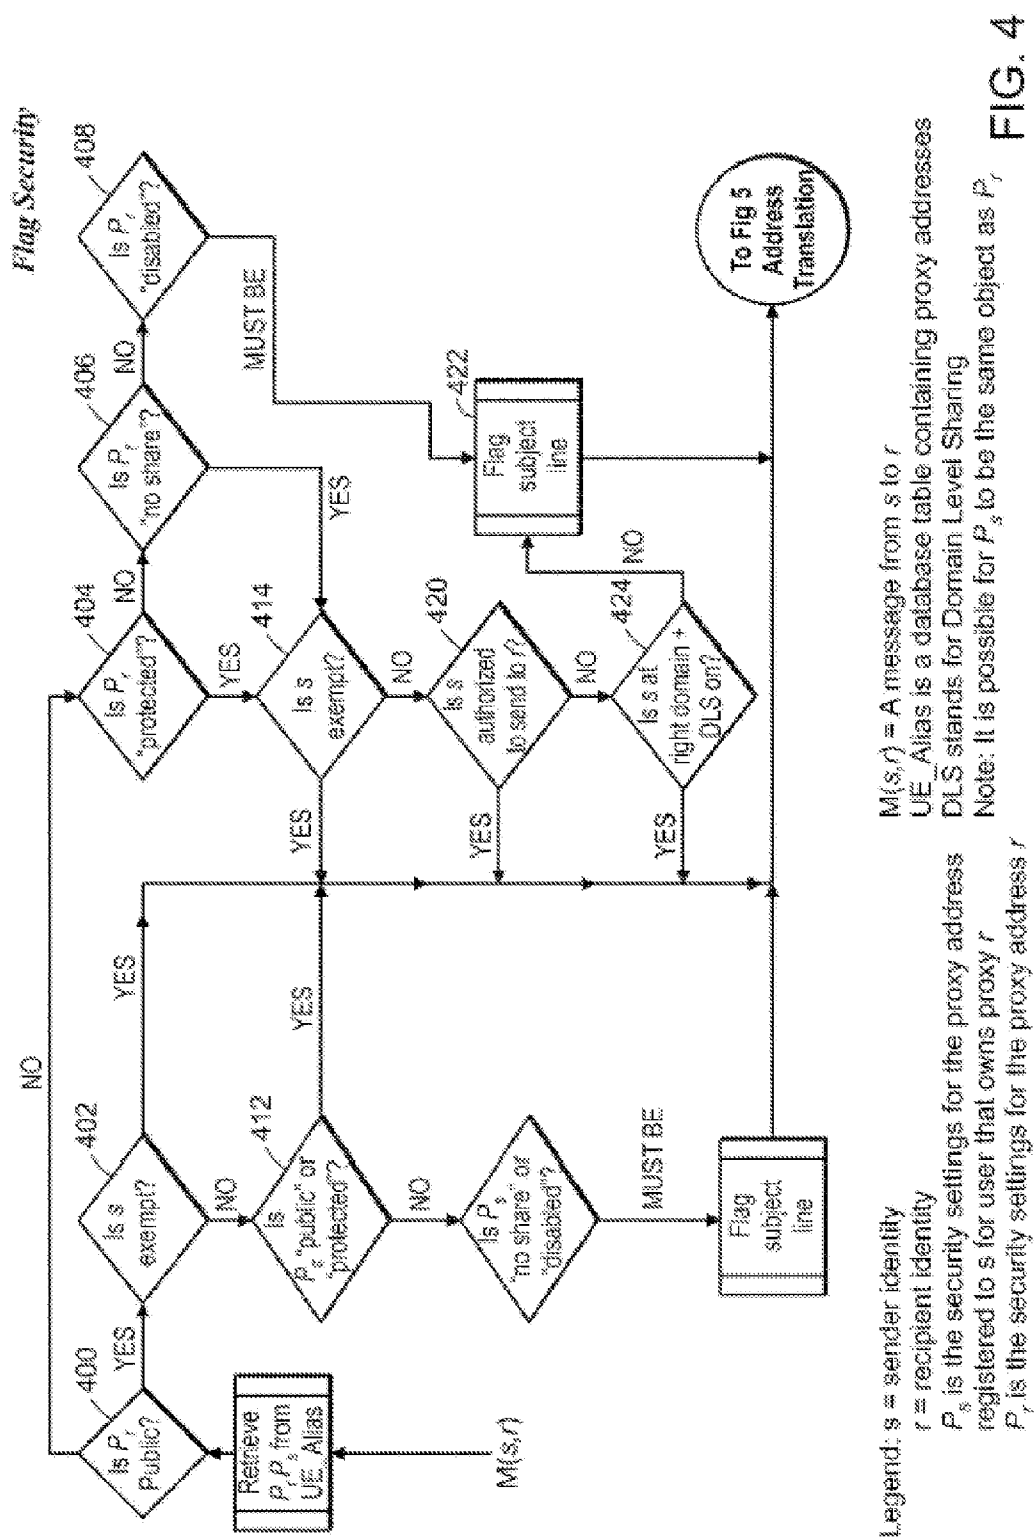 Flag Security
M(s,r)
Retrieve
P_r P_s from
UE_Alias
400
Is P_r
Public?
YES
NO
402
Is s
exempt?
YES
NO
412
Is
P_s "public" or
"protected"?
YES
NO
Is P_s
"no share" or
"disabled"?
MUST BE
Flag
subject
line
404
Is P_r
"protected"?
NO
YES
406
Is P_r
"no share"?
NO
YES
408
Is P_r
"disabled"?
MUST BE
414
Is s
exempt?
YES
NO
420
Is s
authorized
to send to r?
YES
NO
424
Is s at
right domain +
DLS on?
YES
NO
422
Flag
subject
line
To Fig 5
Address
Translation
Legend: s = sender identity
r = recipient identity
P_s is the security settings for the proxy address
registered to s for user that owns proxy r
P_r is the security settings for the proxy address r
M(s,r) = A message from s to r
UE_Alias is a database table containing proxy addresses
DLS stands for Domain Level Sharing
Note: It is possible for P_s to be the same object as P_r
FIG. 4